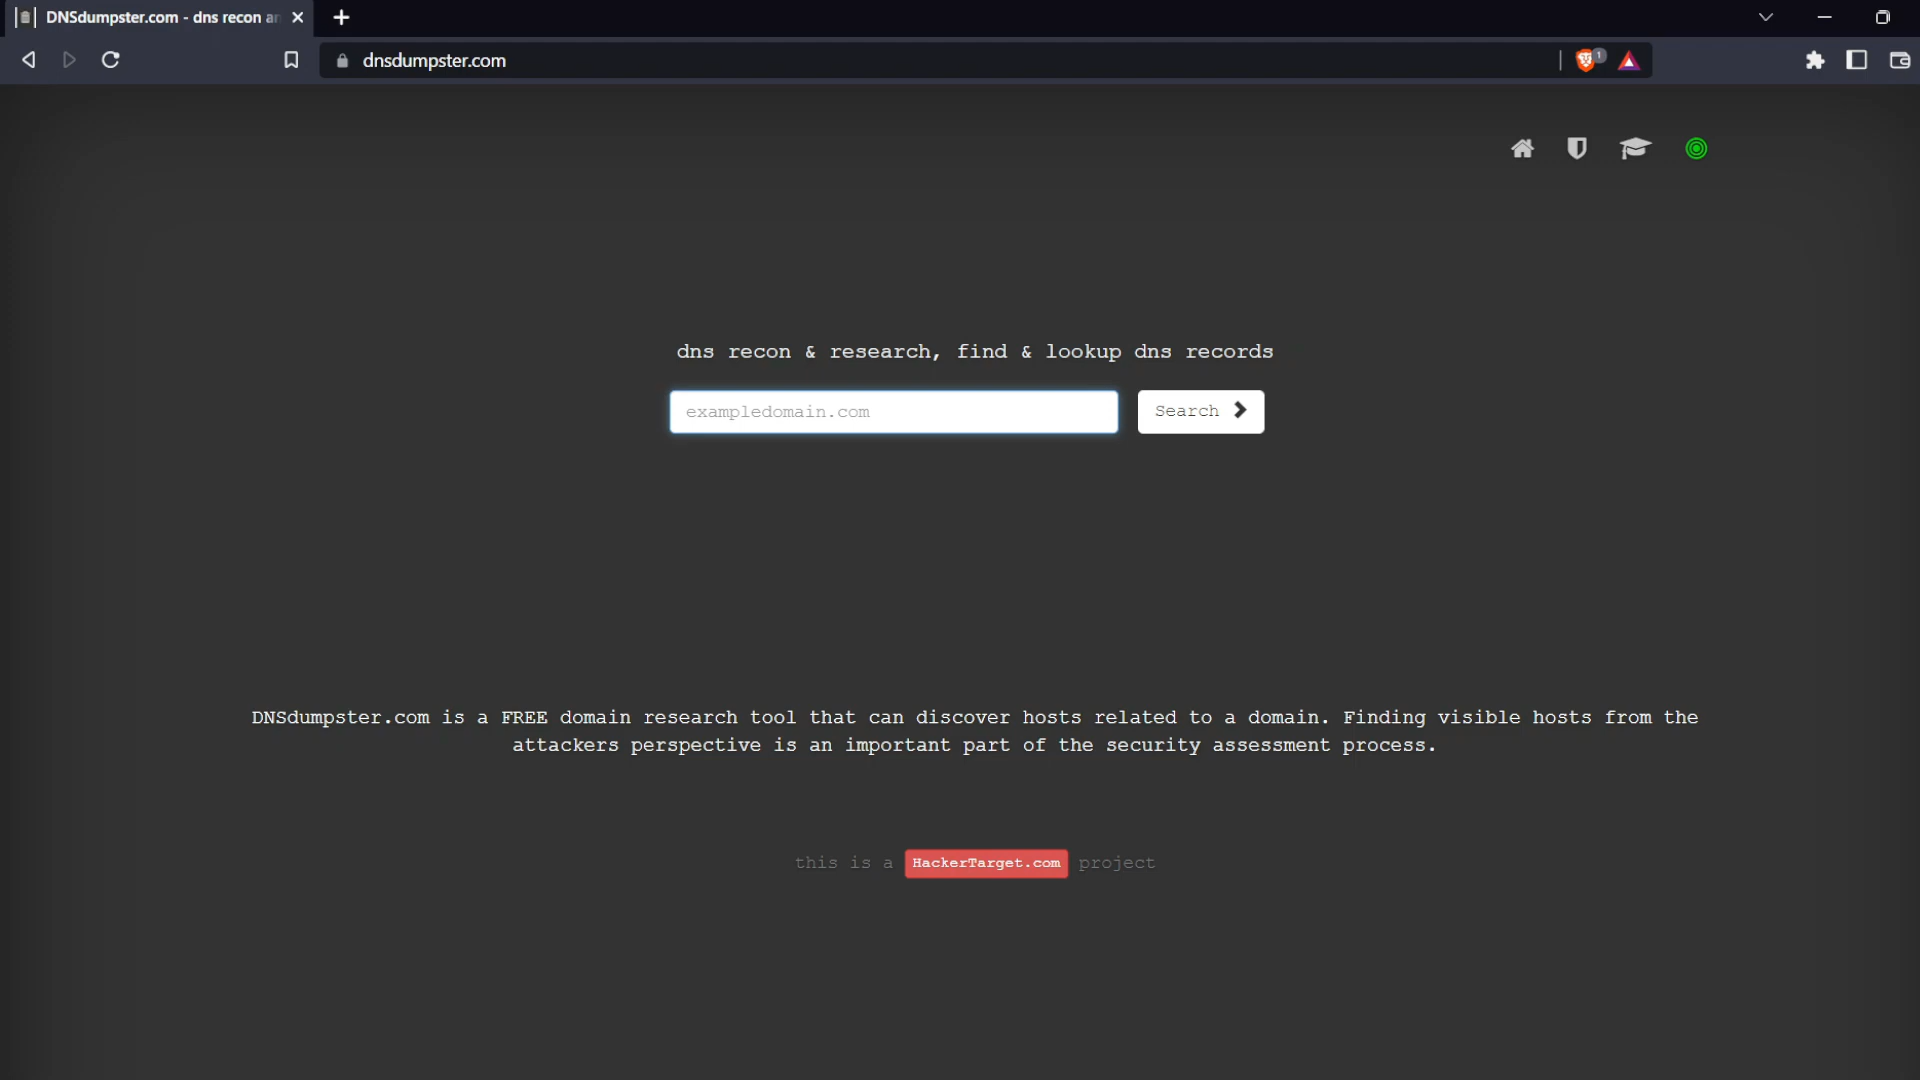 DNSdumpster.com - dns recon
dnsdumpster.com
1
dns recon & research, find & lookup dns records
exampledomain.com
Search
DNSdumpster.com is a FREE domain research tool that can discover hosts related to a domain. Finding visible hosts from the
attackers perspective is an important part of the security assessment process.
this is a HackerTarget.com project